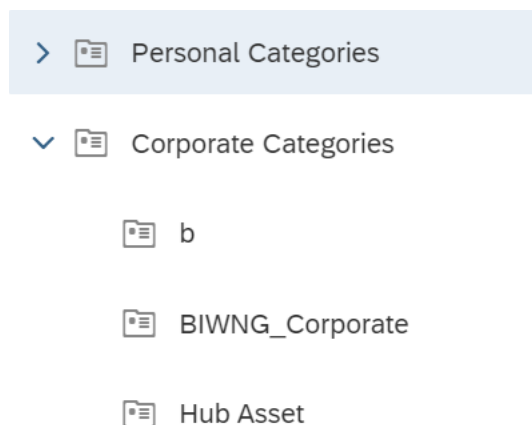 Personal Categories
Corporate Categories
b
BIWNG_Corporate
Hub Asset